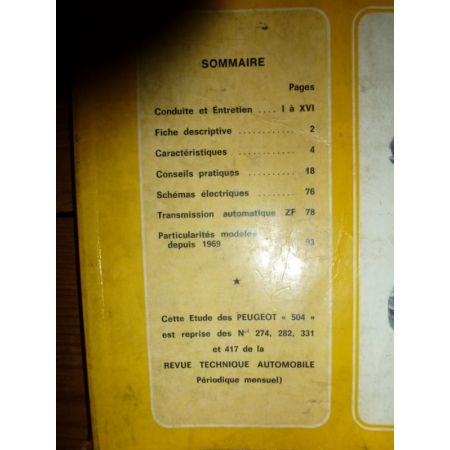 SOMMAIRE
Pages
Conduite et Entretien .... I à XVI
Fiche descriptive ............ 2
Caractéristiques ............ 4
Conseils pratiques .......... 18
Schémas électriques ........ 76
Transmission automatique ZF 78
Particularités modèles
depuis 1969 93
★
Cette Etude des PEUGEOT « 504 »
est reprise des Nos 274, 282, 331
et 417 de la
REVUE TECHNIQUE AUTOMOBILE
Périodique mensuel)